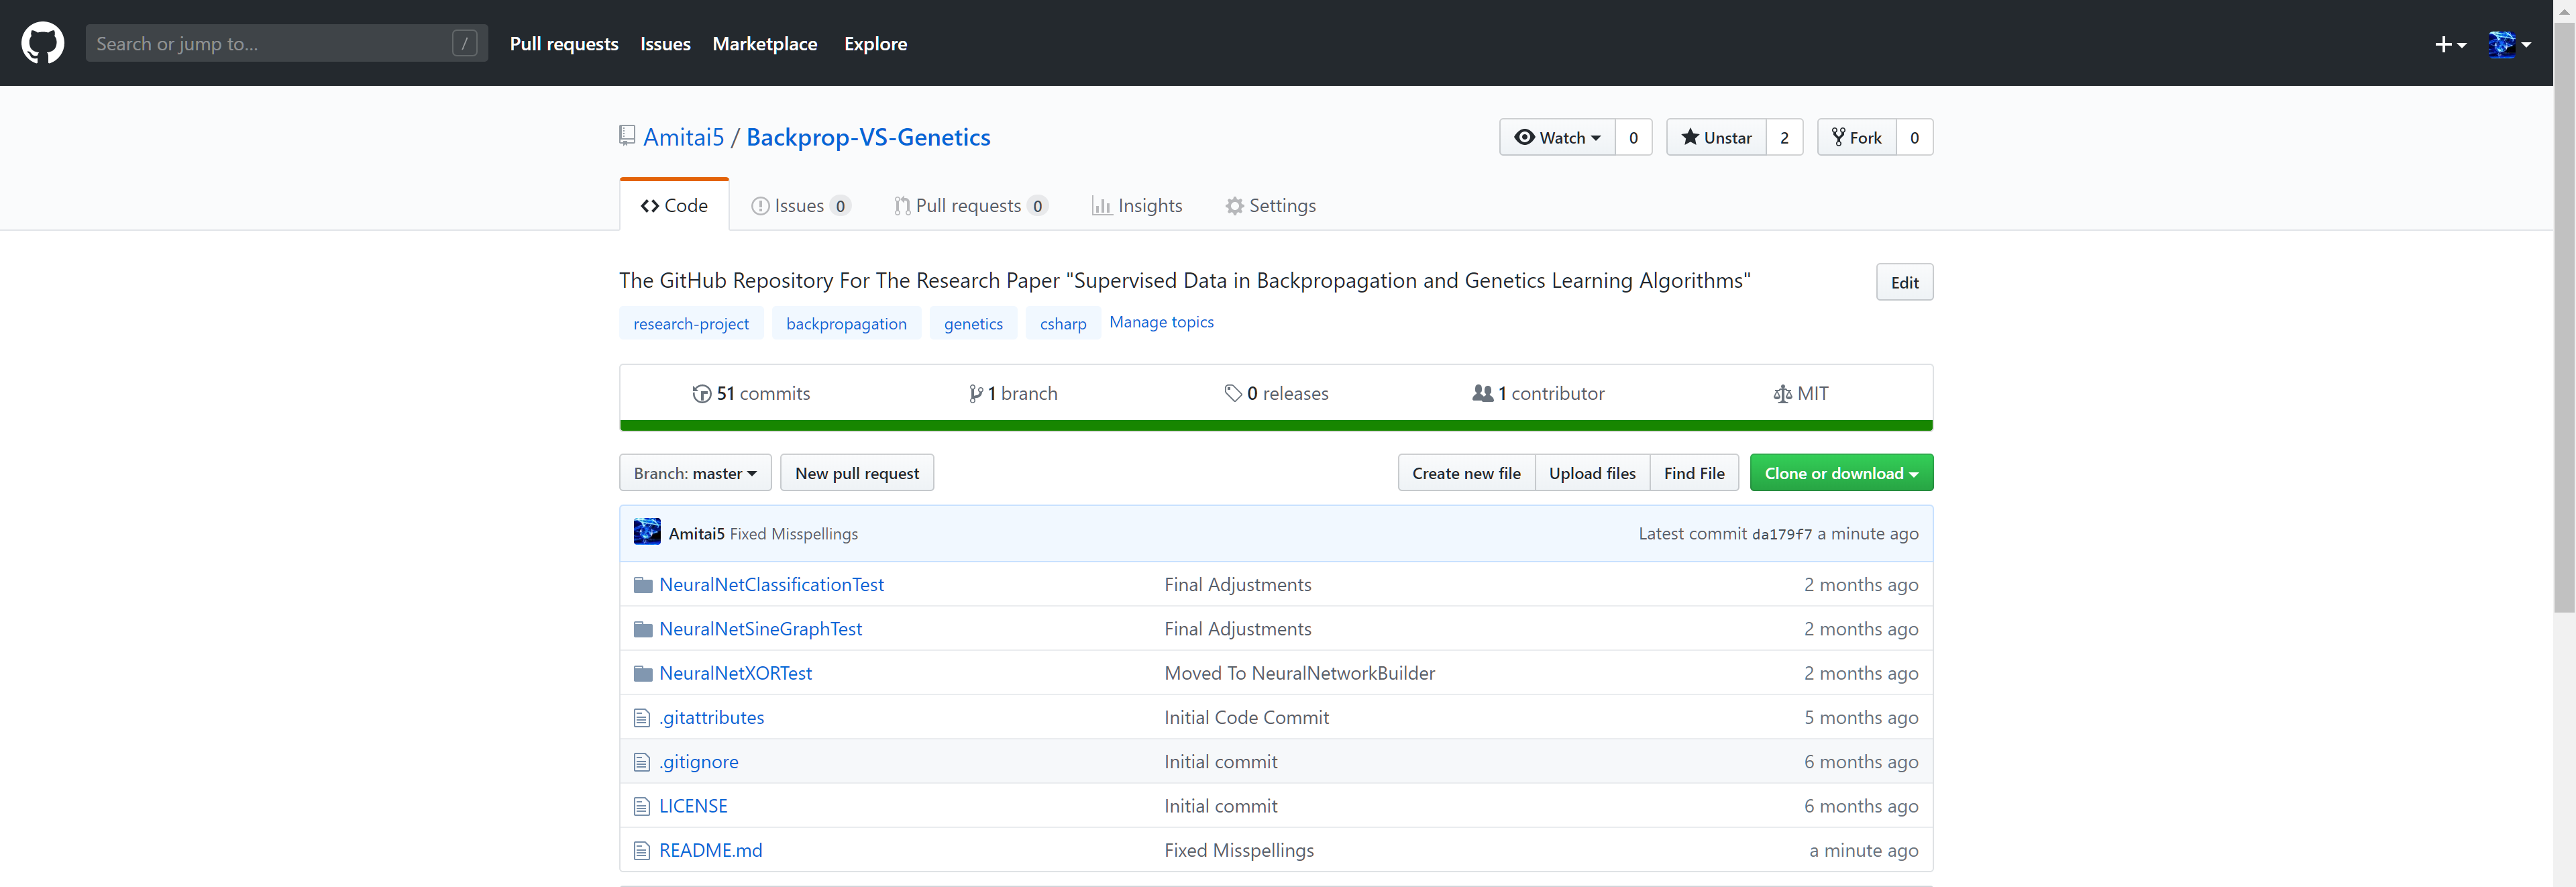 Search or jump to... / Pull requests Issues Marketplace Explore
Amitai5 / Backprop-VS-Genetics Watch 0 Unstar 2 Fork 0
Code Issues 0 Pull requests 0 Insights Settings
The GitHub Repository For The Research Paper "Supervised Data in Backpropagation and Genetics Learning Algorithms" Edit
research-project backpropagation genetics csharp Manage topics
51 commits 1 branch 0 releases 1 contributor MIT
Branch: master New pull request Create new file Upload files Find File Clone or download
Amitai5 Fixed Misspellings Latest commit da179f7 a minute ago
NeuralNetClassificationTest Final Adjustments 2 months ago
NeuralNetSineGraphTest Final Adjustments 2 months ago
NeuralNetXORTest Moved To NeuralNetworkBuilder 2 months ago
.gitattributes Initial Code Commit 5 months ago
.gitignore Initial commit 6 months ago
LICENSE Initial commit 6 months ago
README.md Fixed Misspellings a minute ago